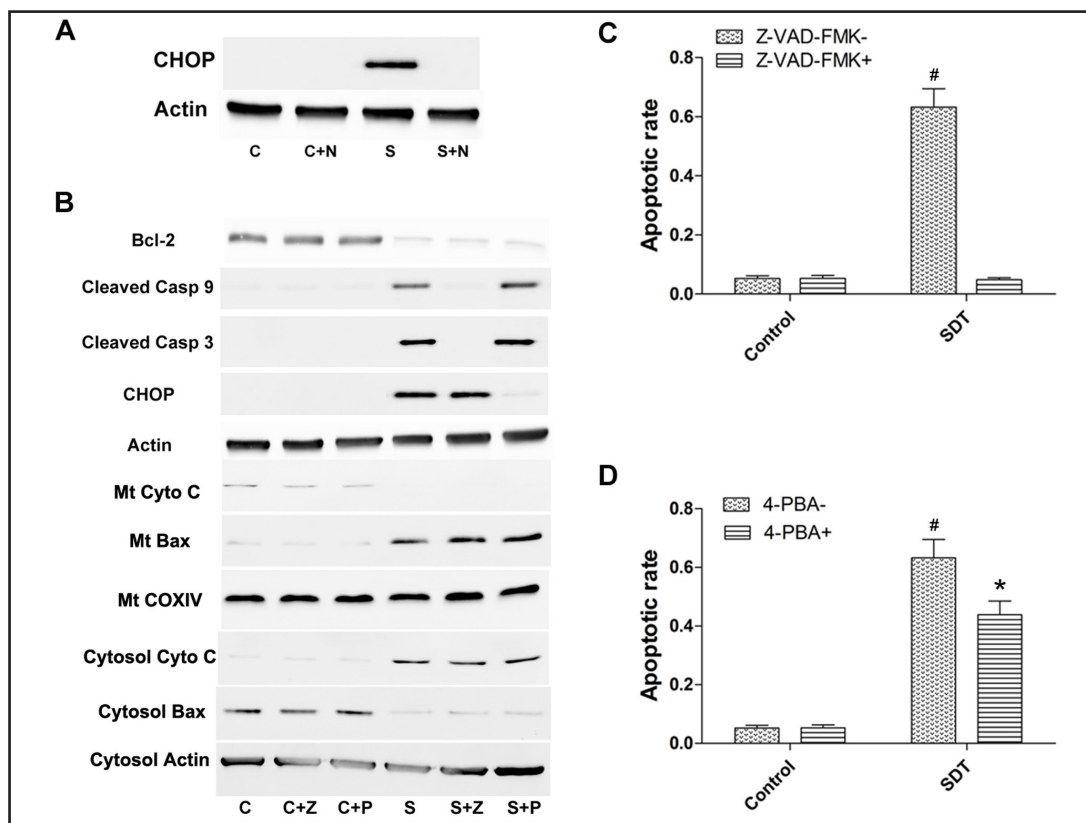 A
CHOP
Actin
C C+N S S+N
B
Bcl-2
Cleaved Casp 9
Cleaved Casp 3
CHOP
Actin
Mt Cyto C
Mt Bax
Mt COXIV
Cytosol Cyto C
Cytosol Bax
Cytosol Actin
C C+Z C+P S S+Z S+P
C
Z-VAD-FMK-
Z-VAD-FMK+
Apoptotic rate
0.8
0.6
0.4
0.2
0.0
#
Control SDT
D
4-PBA-
4-PBA+
Apoptotic rate
0.8
0.6
0.4
0.2
0.0
#
*
Control SDT